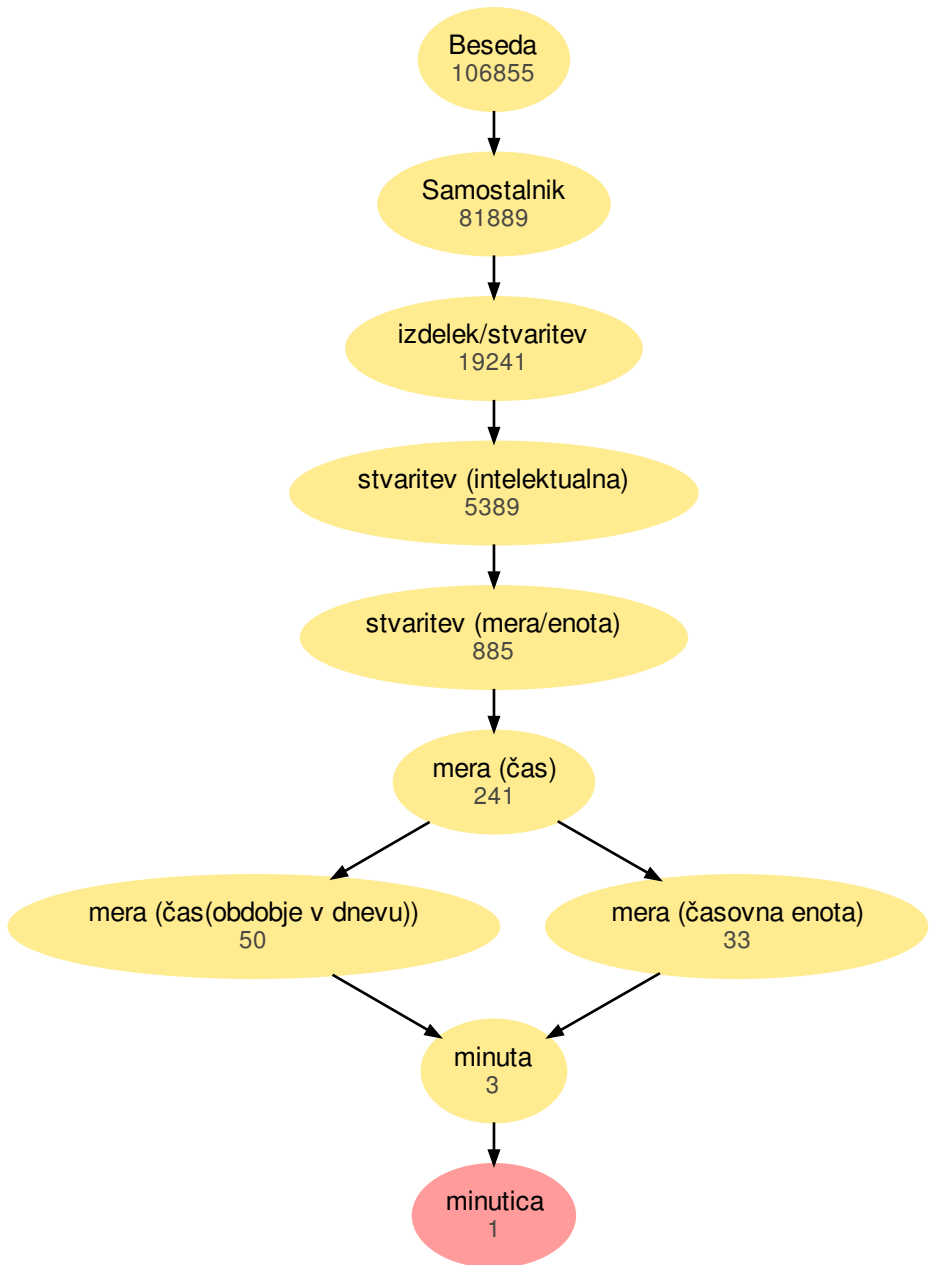 Beseda
106855
Samostalnik
81889
izdelek/stvaritev
19241
stvaritev (intelektualna)
5389
stvaritev (mera/enota)
885
mera (čas)
241
mera (čas(obdobje v dnevu))
50
mera (časovna enota)
33
minuta
3
minutica
1